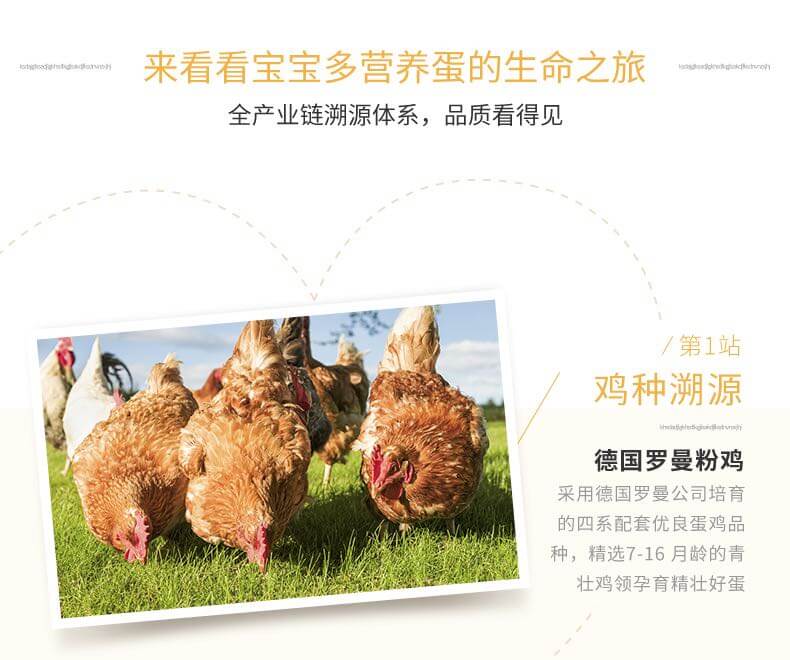 来看看宝宝多营养蛋的生命之旅
全产业链溯源体系，品质看得见
/ 第1站
鸡种溯源
德国罗曼粉鸡
采用德国罗曼公司培育
的四系配套优良蛋鸡品
种，精选7-16 月龄的青
壮鸡领孕育精壮好蛋